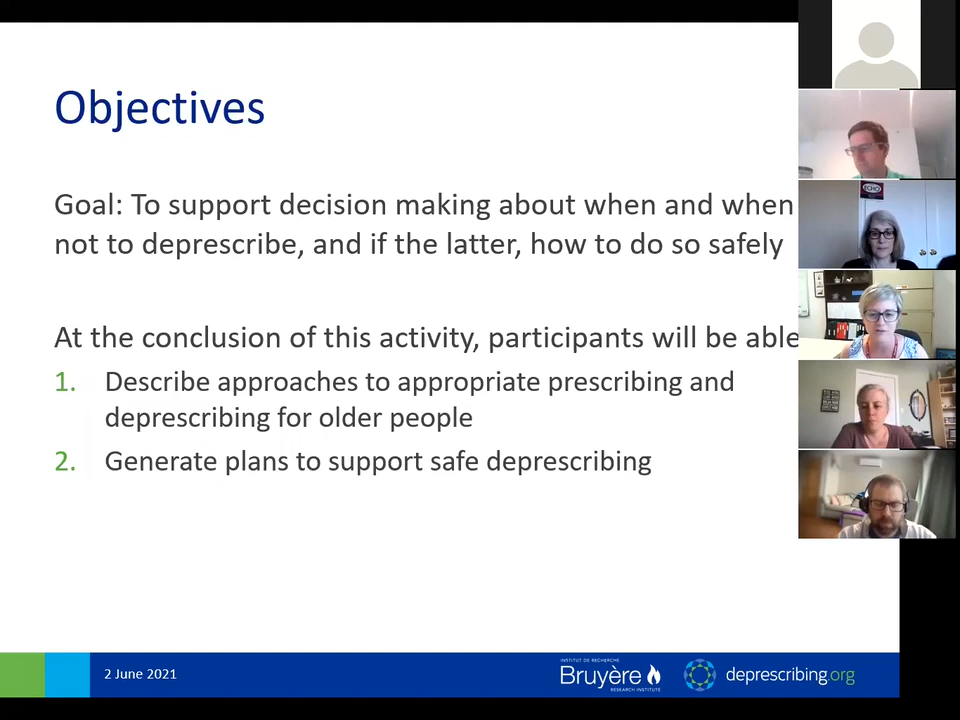 Objectives
Goal: To support decision making about when and when
not to deprescribe, and if the latter, how to do so safely
At the conclusion of this activity, participants will be able
1. Describe approaches to appropriate prescribing and
deprescribing for older people
2. Generate plans to support safe deprescribing
ECHO
2 June 2021
INSTITUT DE RECHERCHE
Bruyère
RESEARCH INSTITUTE
deprescribing.org